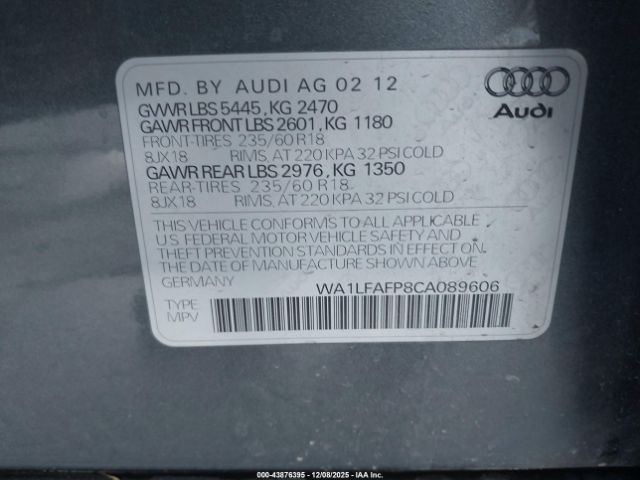 MFD. BY AUDI AG 02 12
GVWR LBS 5445, KG 2470
GAWR FRONT LBS 2601, KG 1180
FRONT-TIRES 235/60 R18
8JX18 RIMS, AT 220 KPA 32 PSI COLD
GAWR REAR LBS 2976, KG 1350
REAR-TIRES 235/60 R18
8JX18 RIMS, AT 220 KPA 32 PSI COLD
Audi
THIS VEHICLE CONFORMS TO ALL APPLICABLE
U.S. FEDERAL MOTOR VEHICLE SAFETY AND
THEFT PREVENTION STANDARDS IN EFFECT ON
THE DATE OF MANUFACTURE SHOWN ABOVE.
GERMANY
WA1LFAFP8CA089606
TYPE
MPV
000-43876395 - 12/08/2025 - IAA Inc.